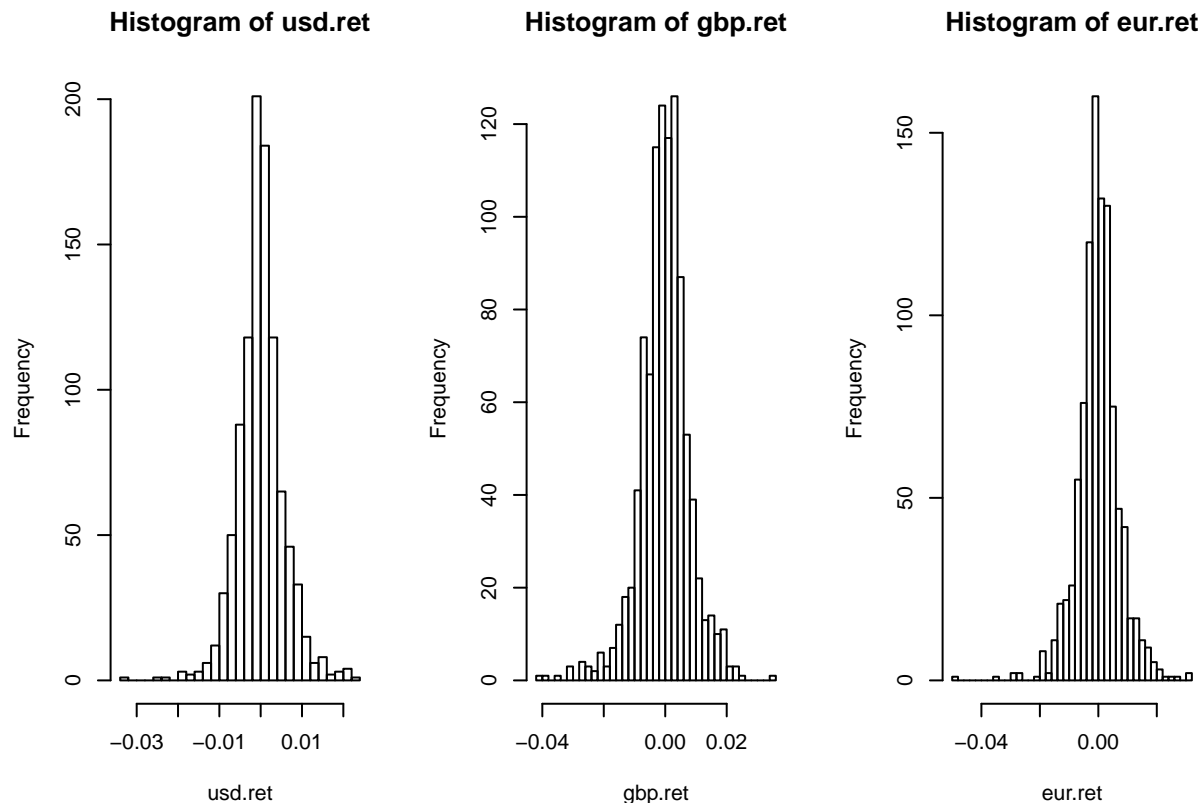 Histogram of usd.ret
Frequency
200
150
100
50
0
−0.03
−0.01
0.01
usd.ret
Histogram of gbp.ret
Frequency
120
100
80
60
40
20
0
−0.04
0.00
0.02
gbp.ret
Histogram of eur.ret
Frequency
150
100
50
0
−0.04
0.00
eur.ret